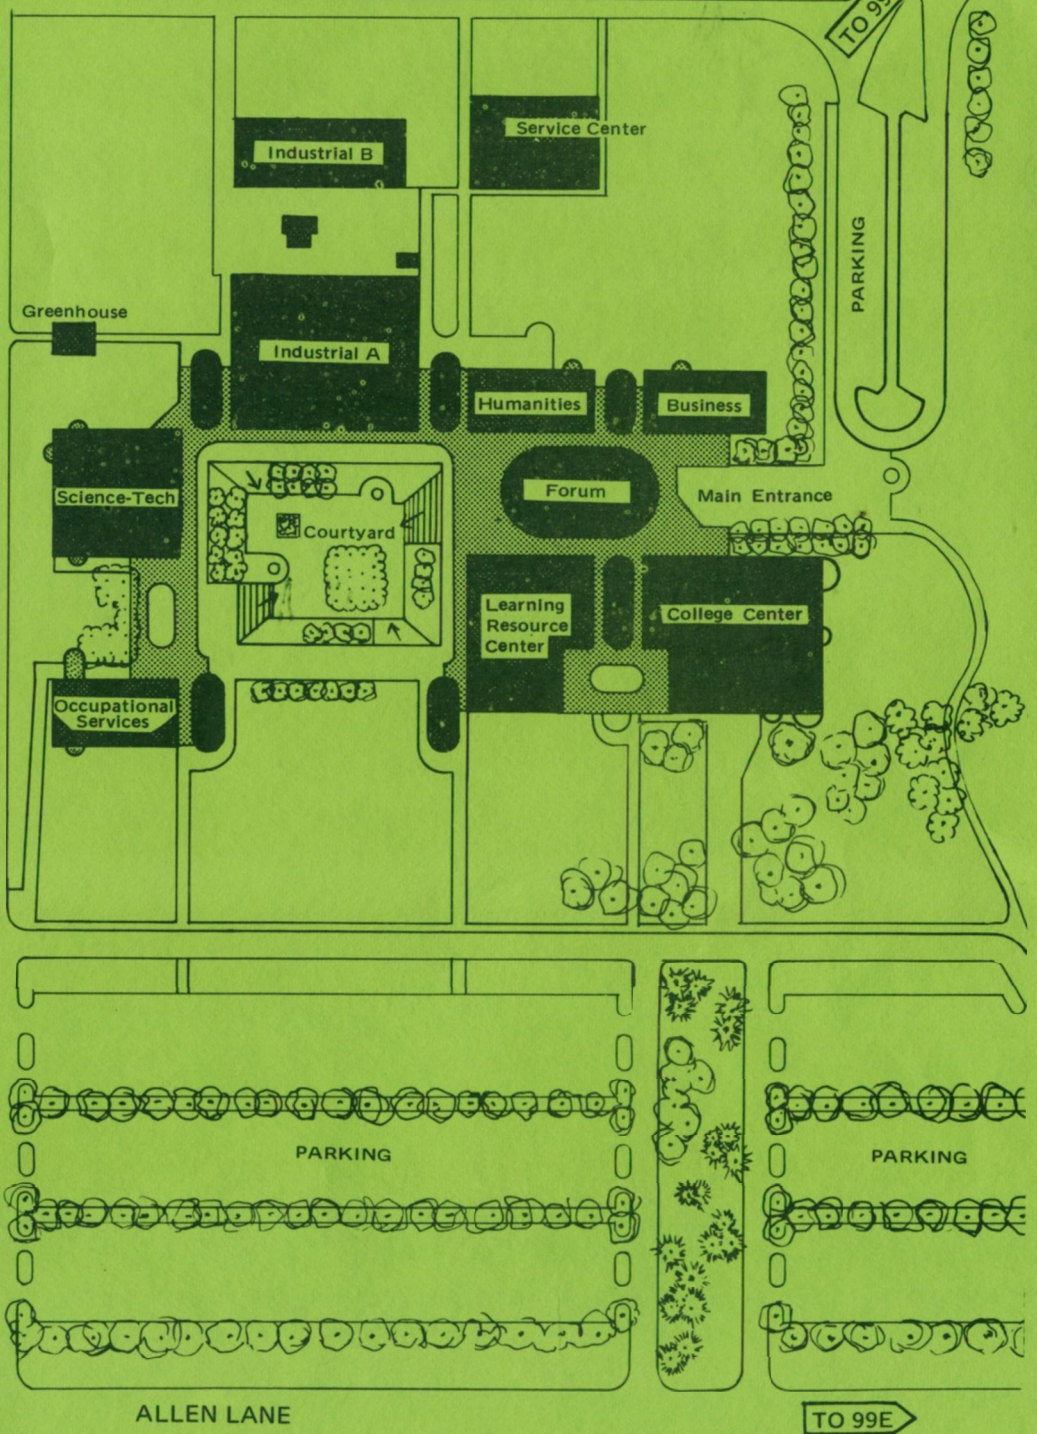 TO 99
Service Center
Industrial B
PARKING
Greenhouse
Industrial A
Humanities
Business
Science-Tech
Forum
Main Entrance
Courtyard
Learning
Resource
Center
College Center
Occupational
Services
PARKING
PARKING
ALLEN LANE
TO 99E